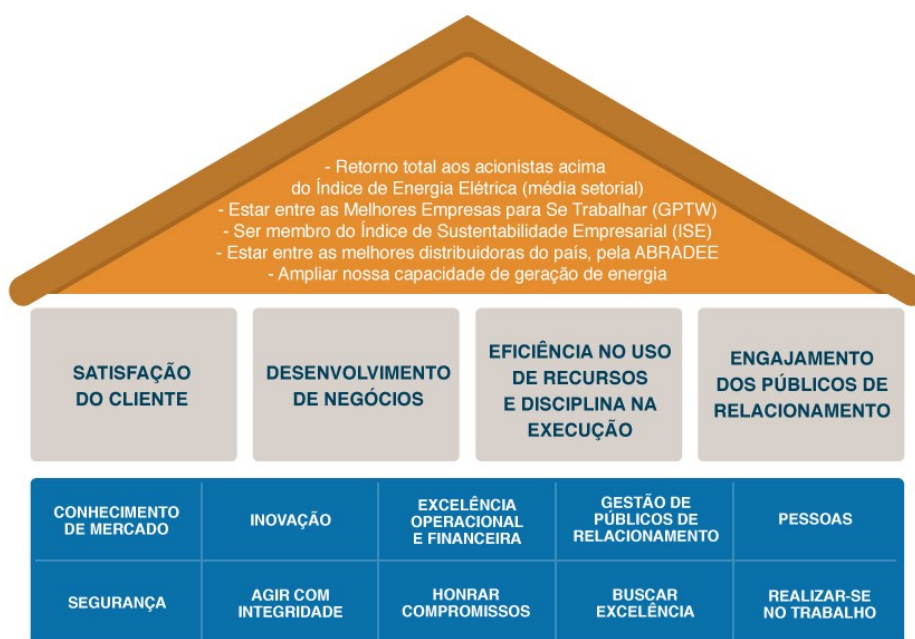 - Retorno total aos acionistas acima
do Índice de Energia Elétrica (média setorial)
- Estar entre as Melhores Empresas para Se Trabalhar (GPTW)
- Ser membro do Índice de Sustentabilidade Empresarial (ISE)
- Estar entre as melhores distribuidoras do país, pela ABRADEE
- Ampliar nossa capacidade de geração de energia
SATISFAÇÃO
DO CLIENTE
DESENVOLVIMENTO
DE NEGÓCIOS
EFICIÊNCIA NO USO
DE RECURSOS
E DISCIPLINA NA
EXECUÇÃO
ENGAJAMENTO
DOS PÚBLICOS DE
RELACIONAMENTO
CONHECIMENTO
DE MERCADO
INOVAÇÃO
EXCELÊNCIA
OPERACIONAL
E FINANCEIRA
GESTÃO DE
PÚBLICOS DE
RELACIONAMENTO
PESSOAS
SEGURANÇA
AGIR COM
INTEGRIDADE
HONRAR
COMPROMISSOS
BUSCAR
EXCELÊNCIA
REALIZAR-SE
NO TRABALHO